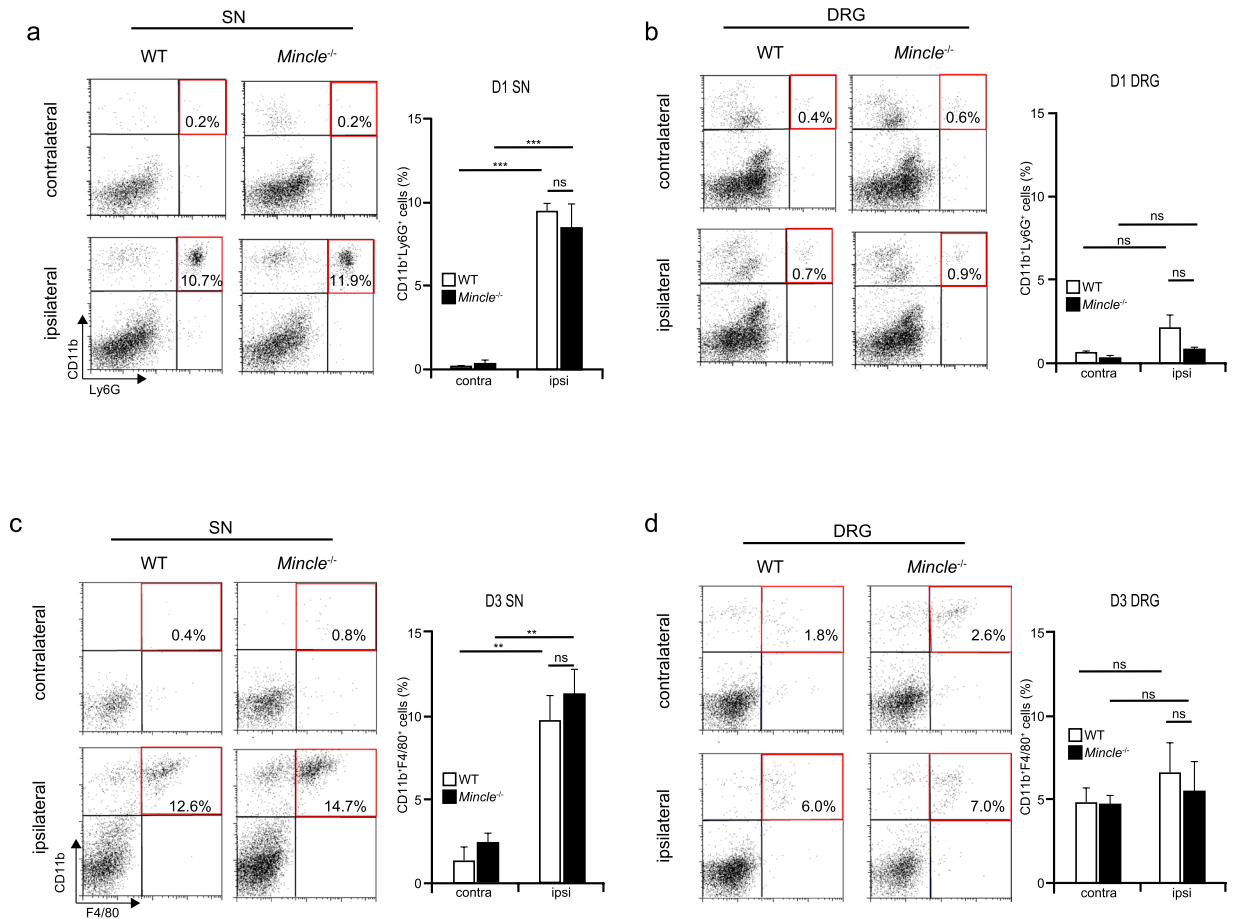 a
SN
WT
Mincle-/-
contralateral
0.2%
0.2%
ipsilateral
10.7%
11.9%
CD11b
Ly6G
D1 SN
CD11b+Ly6G+ cells (%)
15
10
5
0
***
***
ns
WT
Mincle-/-
contra
ipsi
b
DRG
WT
Mincle-/-
contralateral
0.4%
0.6%
ipsilateral
0.7%
0.9%
D1 DRG
CD11b+Ly6G+ cells (%)
15
10
5
0
ns
ns
ns
WT
Mincle-/-
contra
ipsi
c
SN
WT
Mincle-/-
contralateral
0.4%
0.8%
ipsilateral
12.6%
14.7%
CD11b
F4/80
D3 SN
CD11b+F4/80+ cells (%)
15
10
5
0
**
**
ns
WT
Mincle-/-
contra
ipsi
d
DRG
WT
Mincle-/-
contralateral
1.8%
2.6%
ipsilateral
6.0%
7.0%
D3 DRG
CD11b+F4/80+ cells (%)
15
10
5
0
ns
ns
ns
WT
Mincle-/-
contra
ipsi